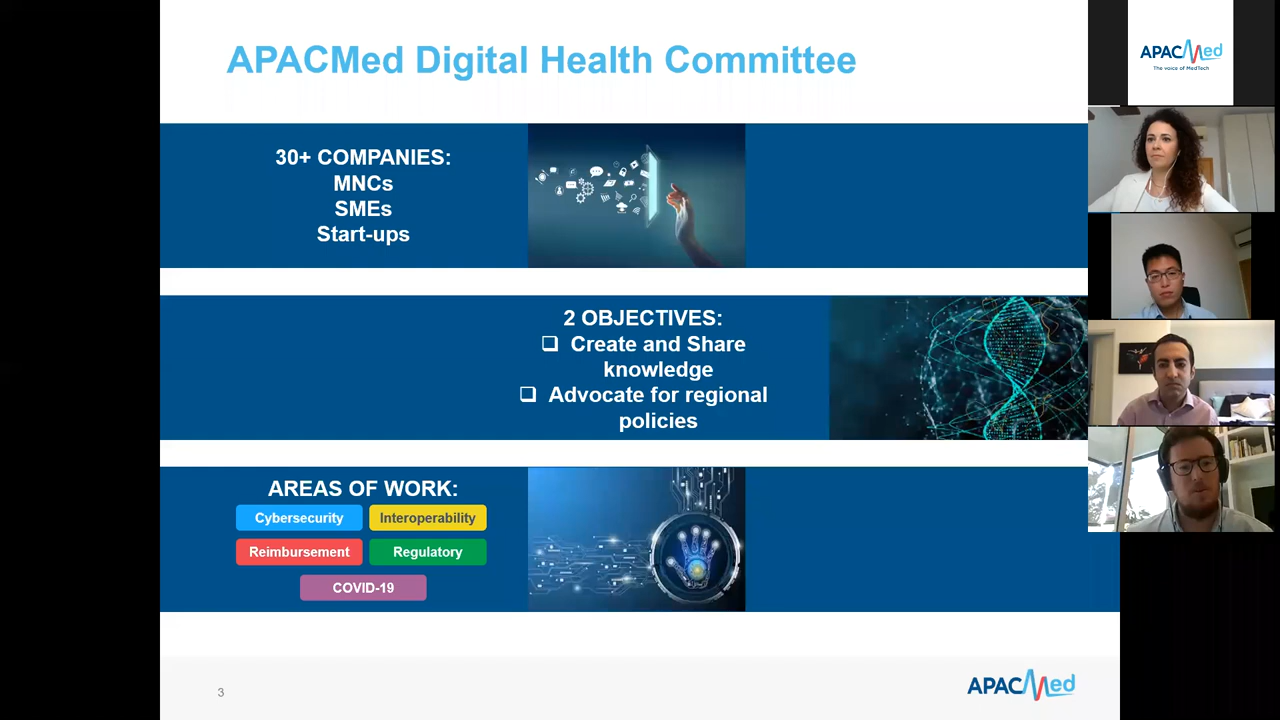 APACMed Digital Health Committee
30+ COMPANIES:
MNCs
SMEs
Start-ups
2 OBJECTIVES:
❑ Create and Share
knowledge
❑ Advocate for regional
policies
AREAS OF WORK:
Cybersecurity
Interoperability
Reimbursement
Regulatory
COVID-19
3
APACMed
APACMed
The voice of MedTech